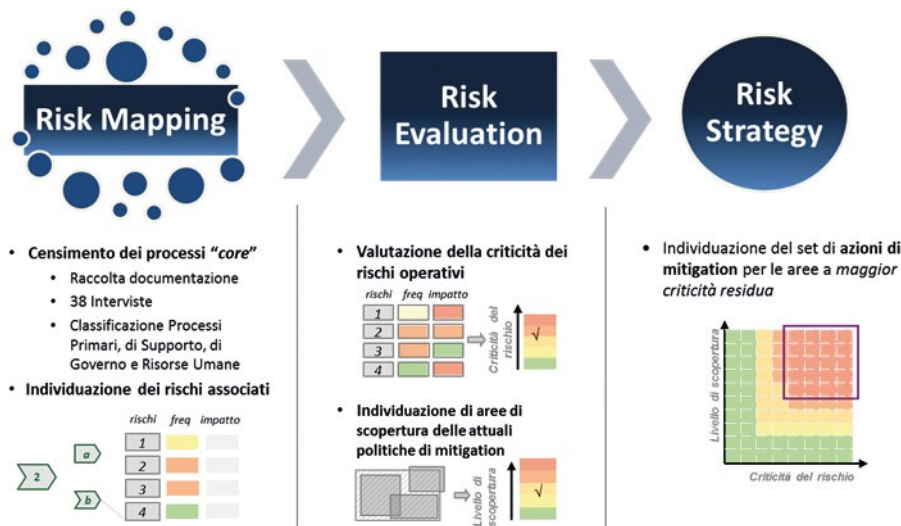 Risk Mapping
Risk
Evaluation
Risk
Strategy
• Censimento dei processi "core"
• Raccolta documentazione
• 38 Interviste
• Classificazione Processi
Primari, di Supporto, di
Governo e Risorse Umane
• Individuazione dei rischi associati
rischi freq impatto
1
2
3
4
2
a
b
• Valutazione della criticità dei
rischi operativi
rischi freq impatto
1
2
3
4
Criticità del
rischio
√
• Individuazione di aree di
scopertura delle attuali
politiche di mitigation
Livello di
scopertura
√
• Individuazione del set di azioni di
mitigation per le aree a maggior
criticità residua
Livello di scopertura
Criticità del rischio